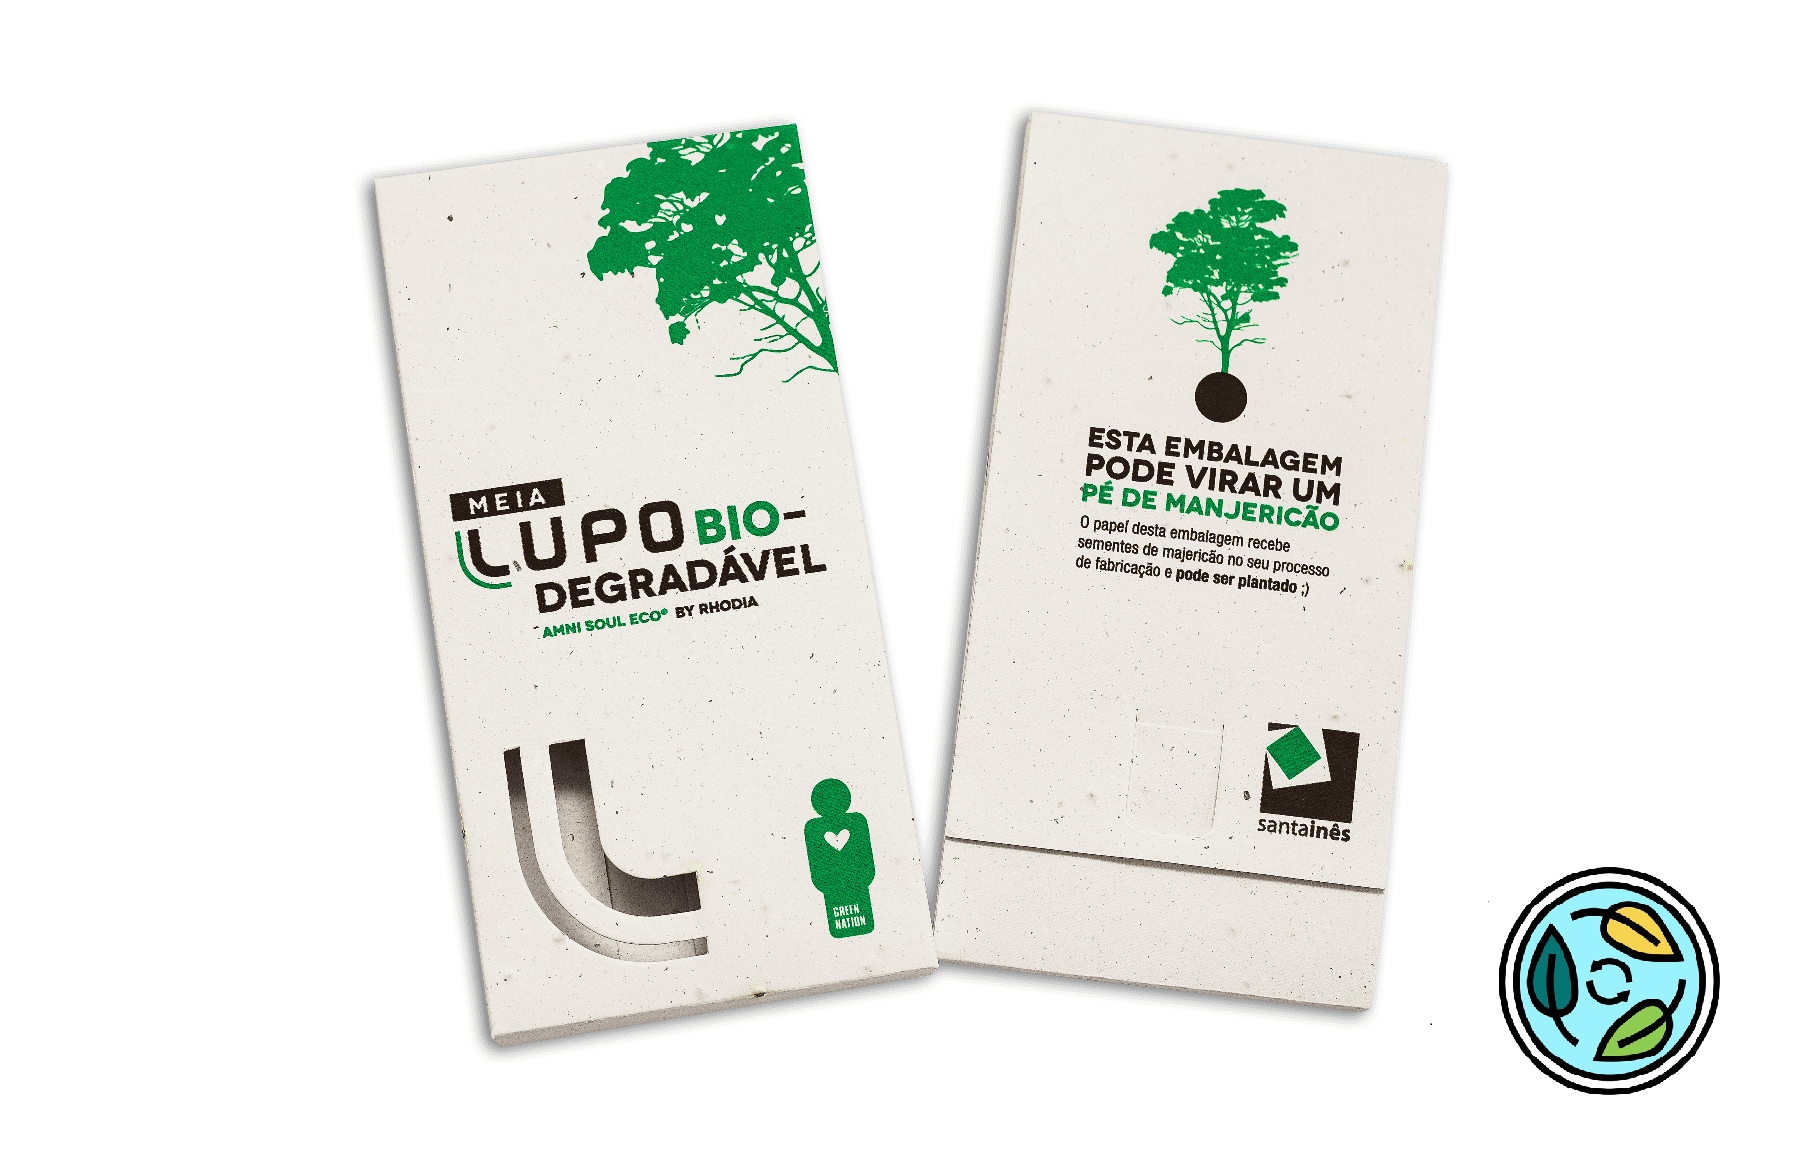 MEIA
LUPO BIO-
DEGRADÁVEL
AMNI SOUL ECO® BY RHODIA
GREEN
NATION
ESTA EMBALAGEM
PODE VIRAR UM
PÉ DE MANJERICÃO
O papel desta embalagem recebe
sementes de majericão no seu processo
de fabricação e pode ser plantado ;)
santainês